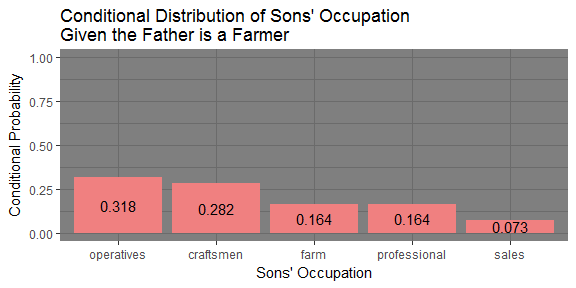 Conditional Distribution of Sons' Occupation
Given the Father is a Farmer
Conditional Probability
1.00
0.75
0.50
0.25
0.00
0.318
0.282
0.164
0.164
0.073
operatives
craftsmen
farm
professional
sales
Sons' Occupation